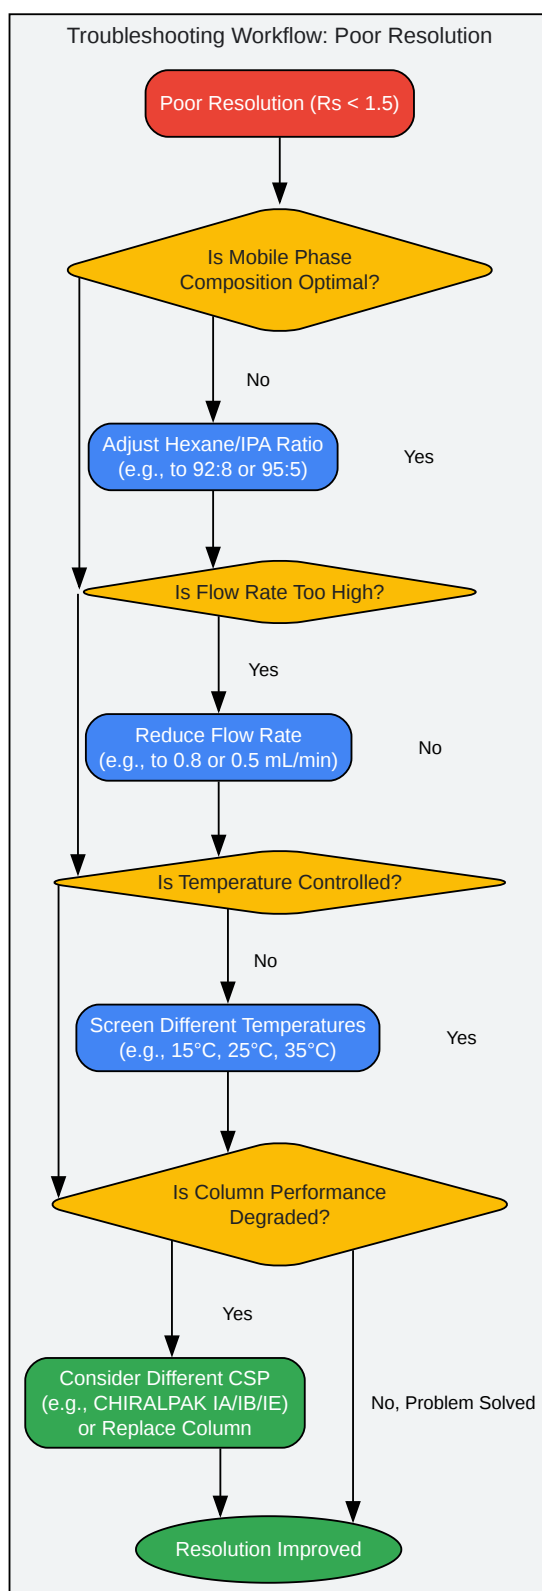 Troubleshooting Workflow: Poor Resolution
Poor Resolution (Rs < 1.5)
Is Mobile Phase
Composition Optimal?
No
Adjust Hexane/IPA Ratio
(e.g., to 92:8 or 95:5)
Yes
Is Flow Rate Too High?
Yes
Reduce Flow Rate
(e.g., to 0.8 or 0.5 mL/min)
No
Is Temperature Controlled?
No
Screen Different Temperatures
(e.g., 15°C, 25°C, 35°C)
Yes
Is Column Performance
Degraded?
Yes
Consider Different CSP
(e.g., CHIRALPAK IA/IB/IE)
or Replace Column
No, Problem Solved
Resolution Improved